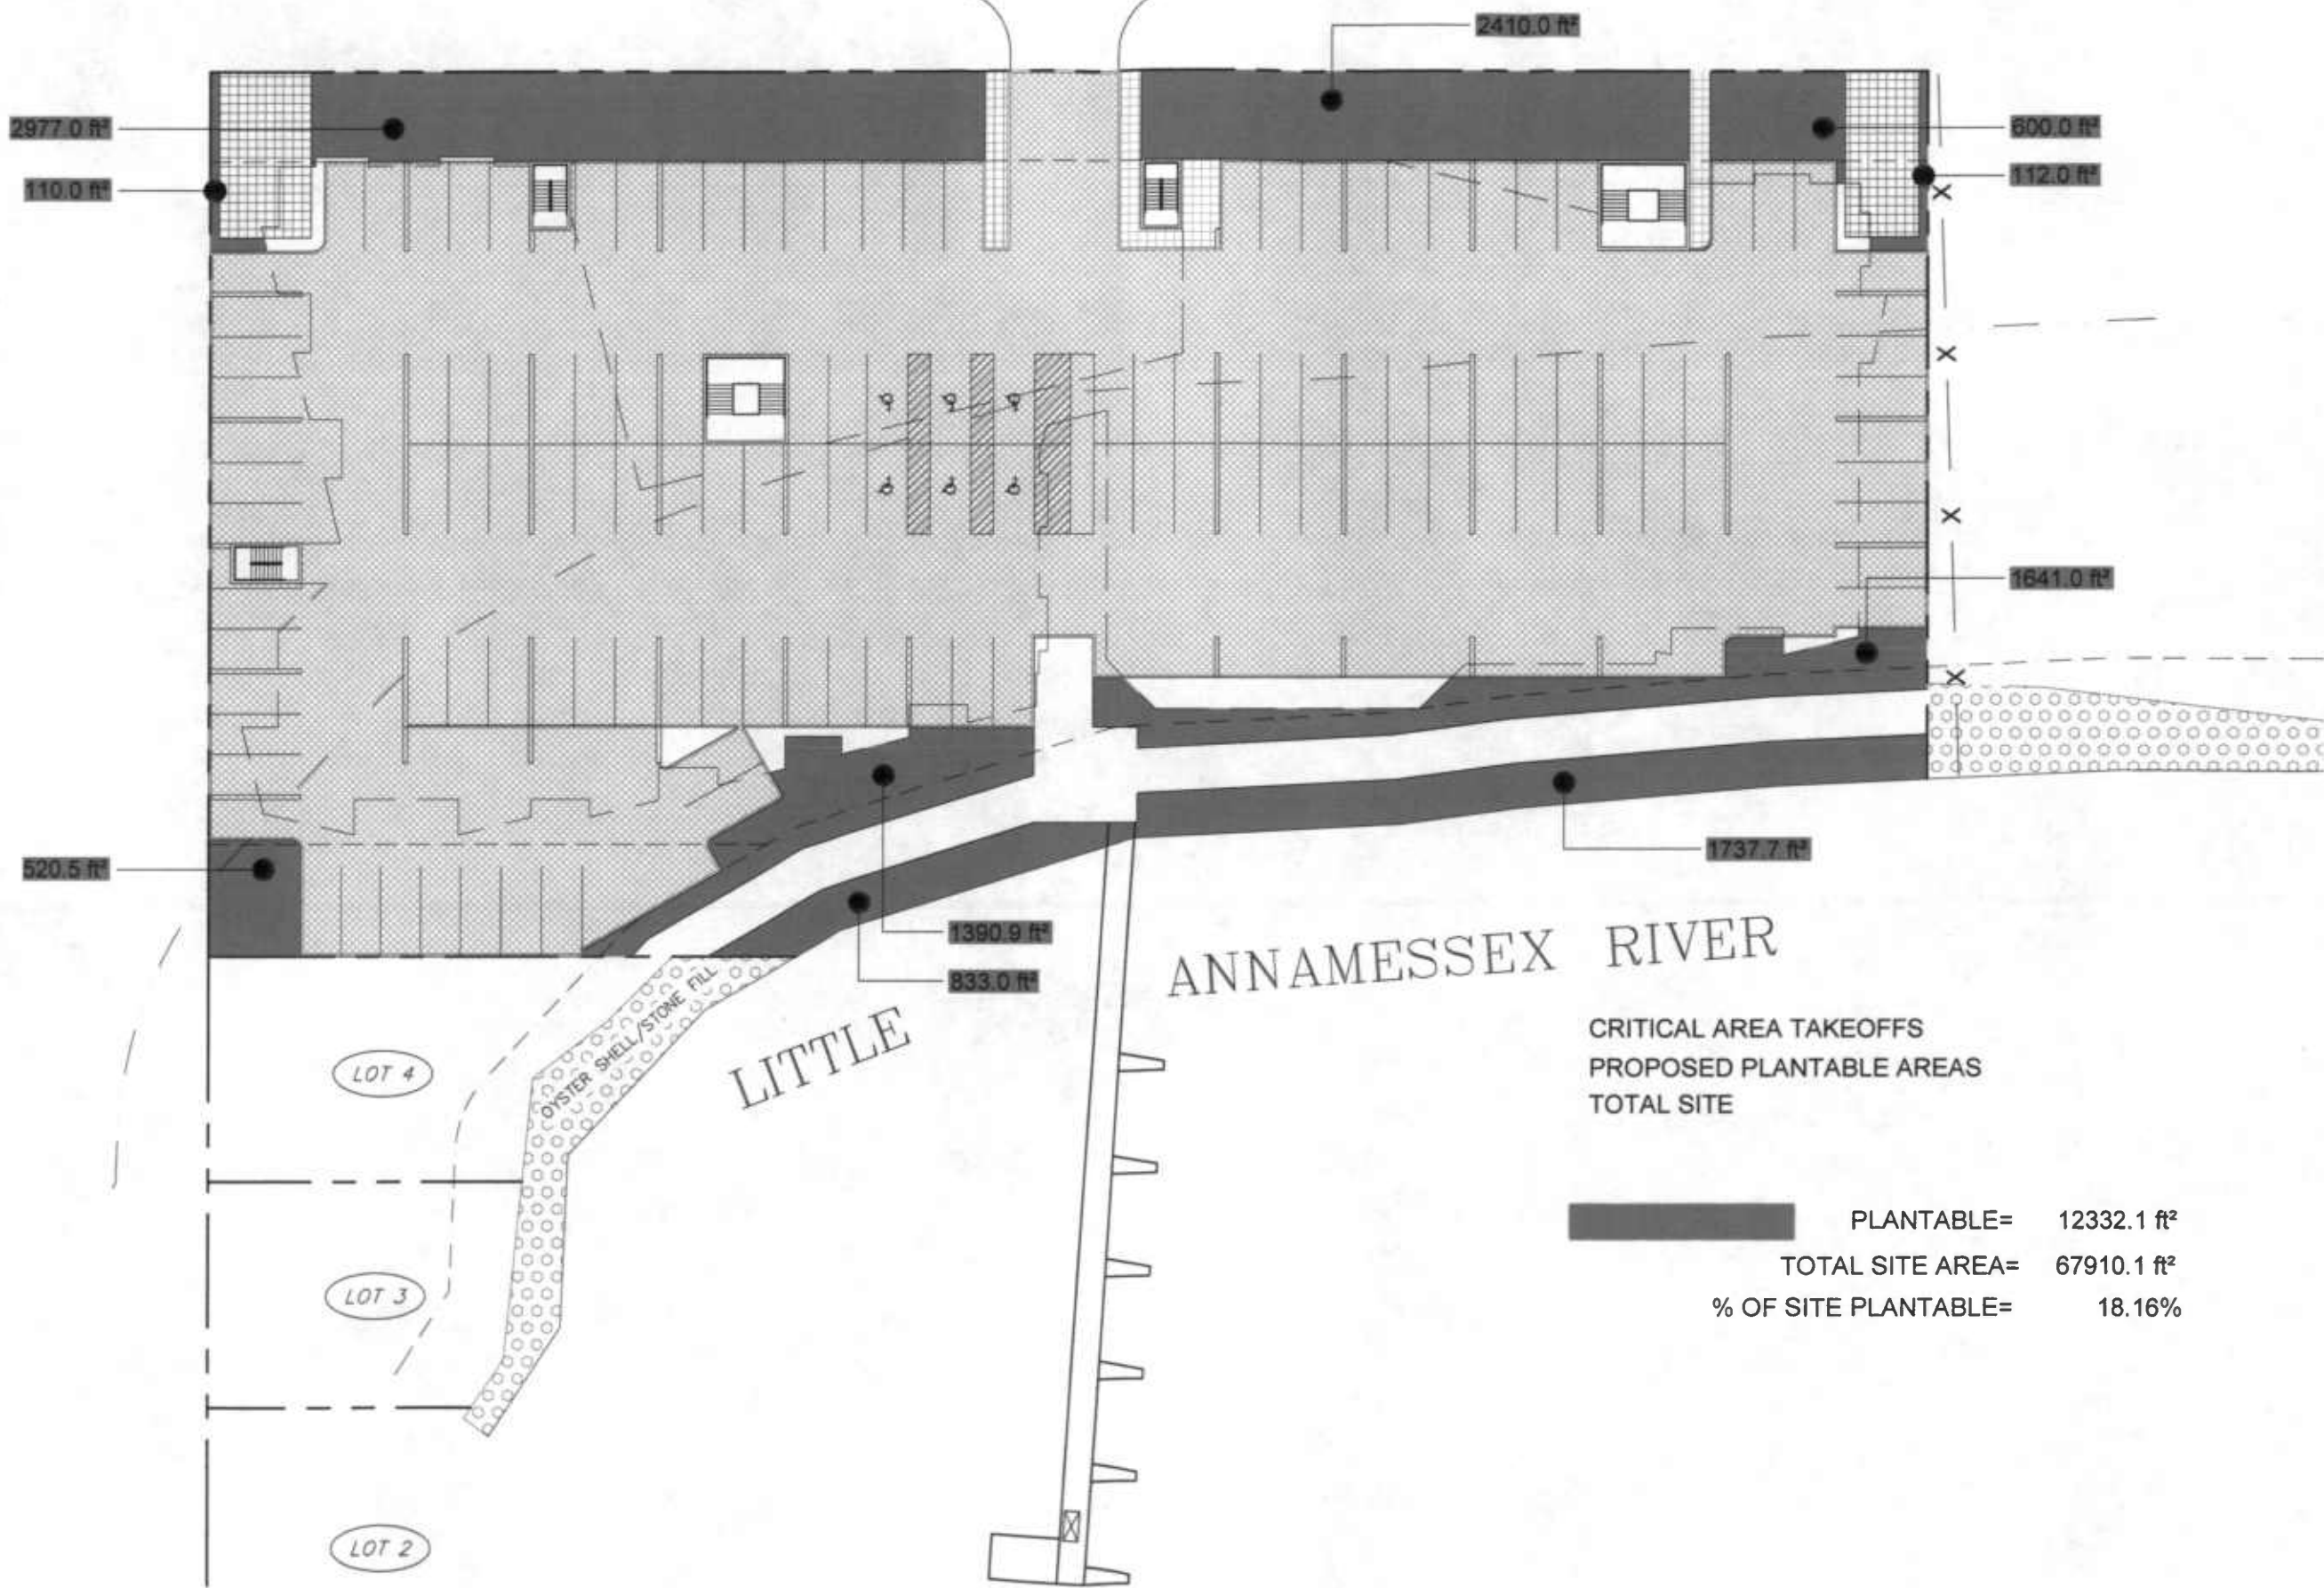 2410.0 ft²
2977.0 ft²
600.0 ft²
110.0 ft²
112.0 ft²
X
X
X
1641.0 ft²
X
520.5 ft²
1737.7 ft²
1390.9 ft²
833.0 ft²
LITTLE ANNAMESSEX RIVER
OYSTER SHELL/STONE FILL
CRITICAL AREA TAKEOFFS
PROPOSED PLANTABLE AREAS
TOTAL SITE
LOT 4
PLANTABLE= 12332.1 ft²
TOTAL SITE AREA= 67910.1 ft²
% OF SITE PLANTABLE= 18.16%
LOT 3
LOT 2